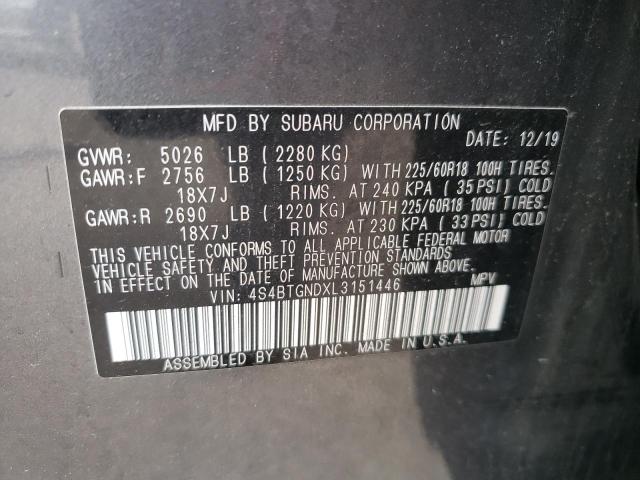 MFD BY SUBARU CORPORATION
DATE: 12/19
GVWR: 5026 LB (2280 KG)
GAWR:F 2756 LB (1250 KG) WITH 225/60R18 100H TIRES.
18X7J RIMS. AT 240 KPA (35 PSI) COLD
GAWR:R 2690 LB (1220 KG) WITH 225/60R18 100H TIRES.
18X7J RIMS. AT 230 KPA (33 PSI) COLD
THIS VEHICLE CONFORMS TO ALL APPLICABLE FEDERAL MOTOR
VEHICLE SAFETY AND THEFT PREVENTION STANDARDS
IN EFFECT ON THE DATE OF MANUFACTURE SHOWN ABOVE.
VIN: 4S4BTGNDXL3151446
MPV
ASSEMBLED BY SIA INC. MADE IN U.S.A.